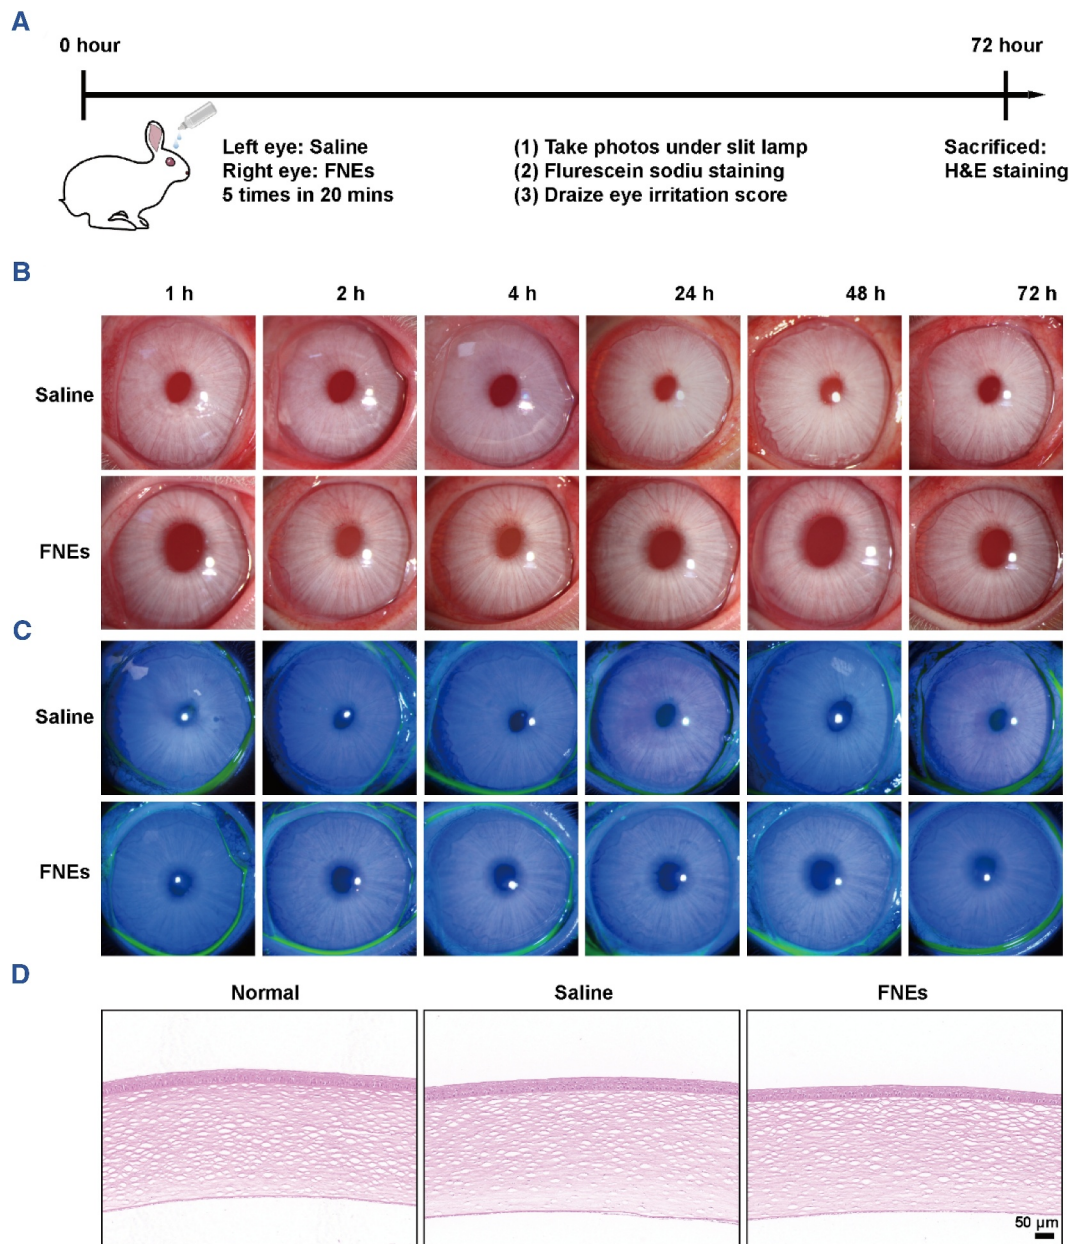 A
0 hour
72 hour
Left eye: Saline
Right eye: FNEs
5 times in 20 mins
(1) Take photos under slit lamp
(2) Flurescein sodiu staining
(3) Draize eye irritation score
Sacrificed:
H&E staining
B
1 h 2 h 4 h 24 h 48 h 72 h
Saline
FNEs
C
Saline
FNEs
D
Normal Saline FNEs
50 µm